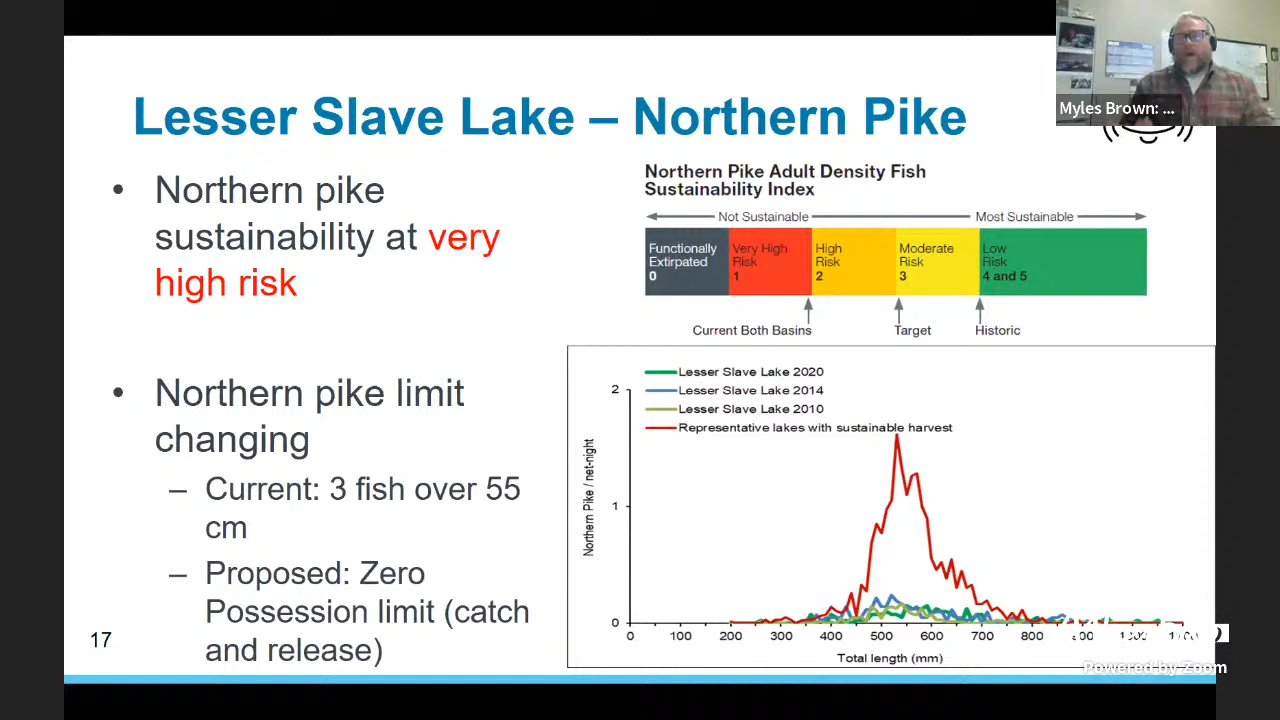 Myles Brown: ...
Lesser Slave Lake – Northern Pike
• Northern pike
sustainability at very
high risk
• Northern pike limit
changing
– Current: 3 fish over 55
cm
– Proposed: Zero
Possession limit (catch
and release)
17
Northern Pike Adult Density Fish
Sustainability Index
Not Sustainable
Most Sustainable
Functionally
Extirpated
0
Very High
Risk
1
High
Risk
2
Moderate
Risk
3
Low
Risk
4 and 5
Current Both Basins
Target
Historic
Lesser Slave Lake 2020
Lesser Slave Lake 2014
Lesser Slave Lake 2010
Representative lakes with sustainable harvest
Northern Pike / net-night
2
1
0
0 100 200 300 400 500 600 700 800
Total length (mm)
Powered by Zoom